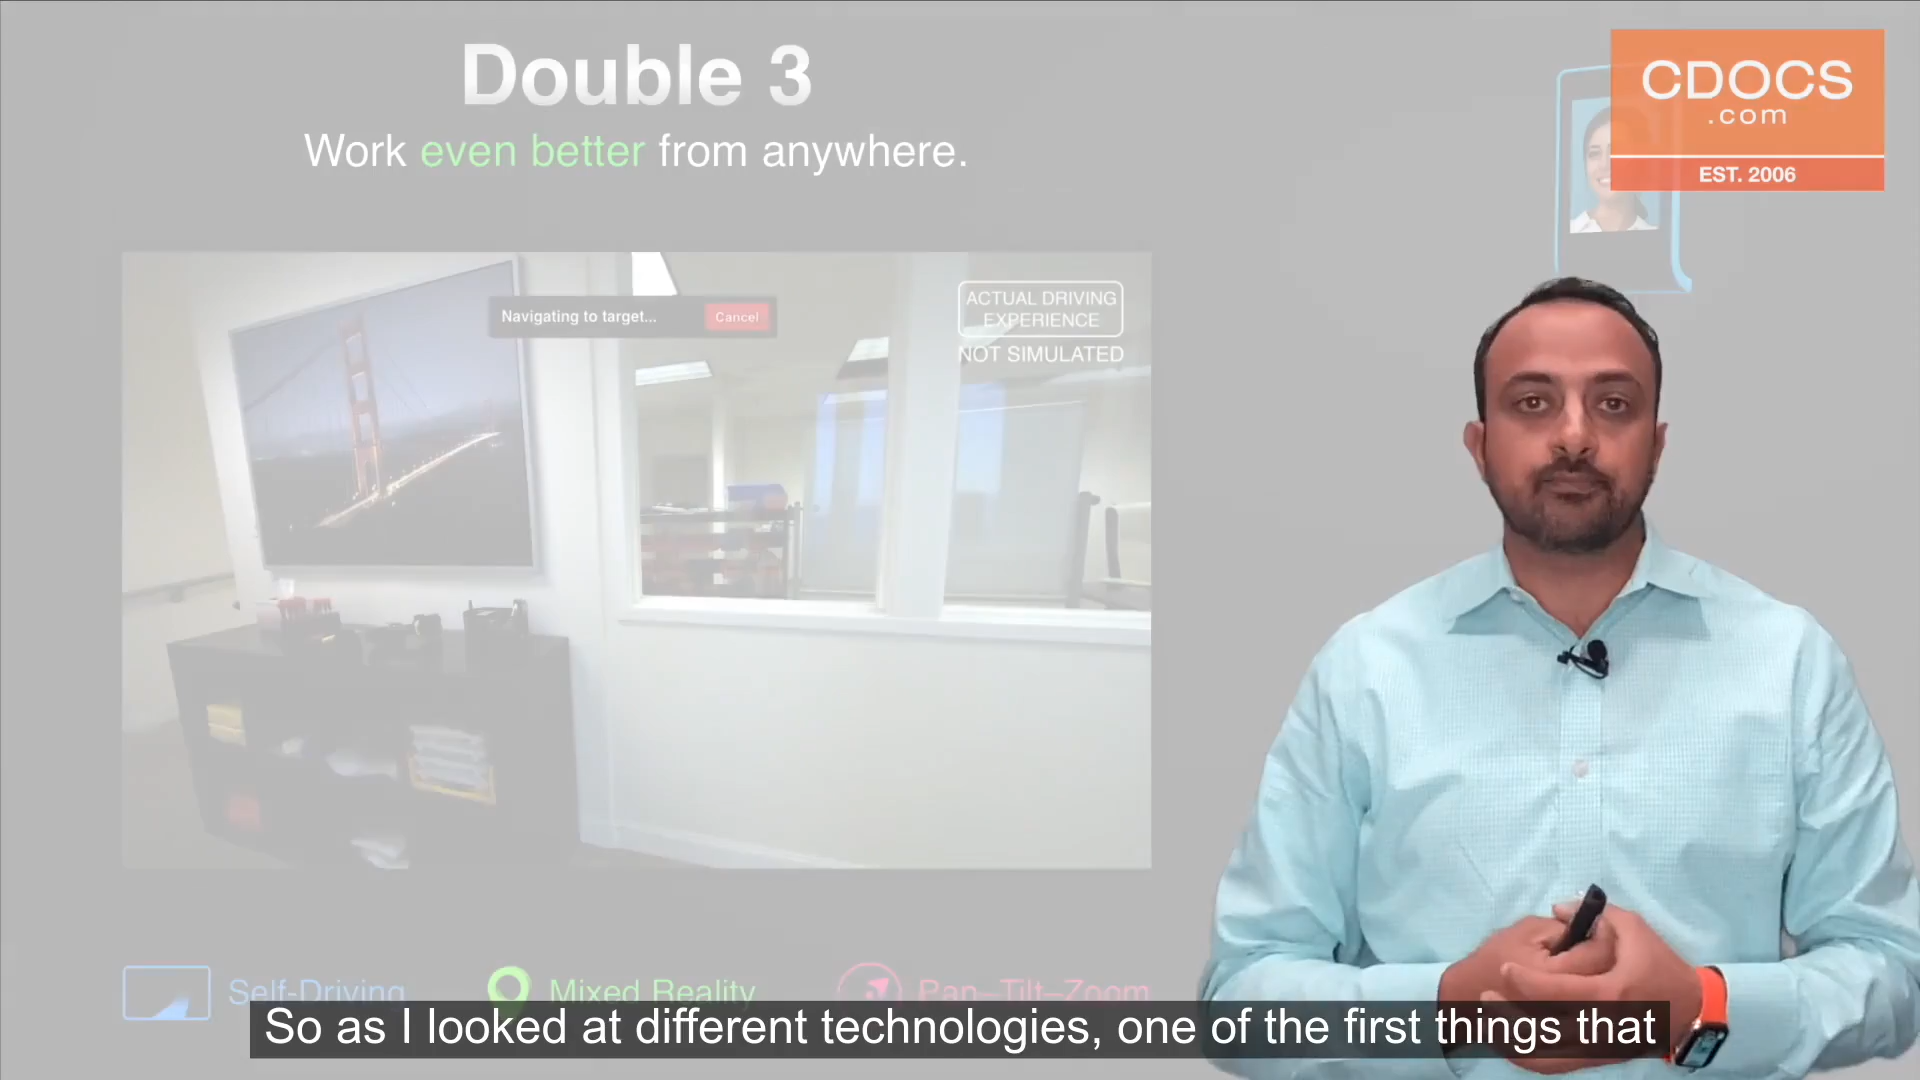 Double 3
Work even better from anywhere.
CDOCS
.com
EST. 2006
Navigating to target...
Cancel
ACTUAL DRIVING
EXPERIENCE
NOT SIMULATED
Self-Driving
Mixed Reality
Pan–Tilt–Zoom
So as I looked at different technologies, one of the first things that